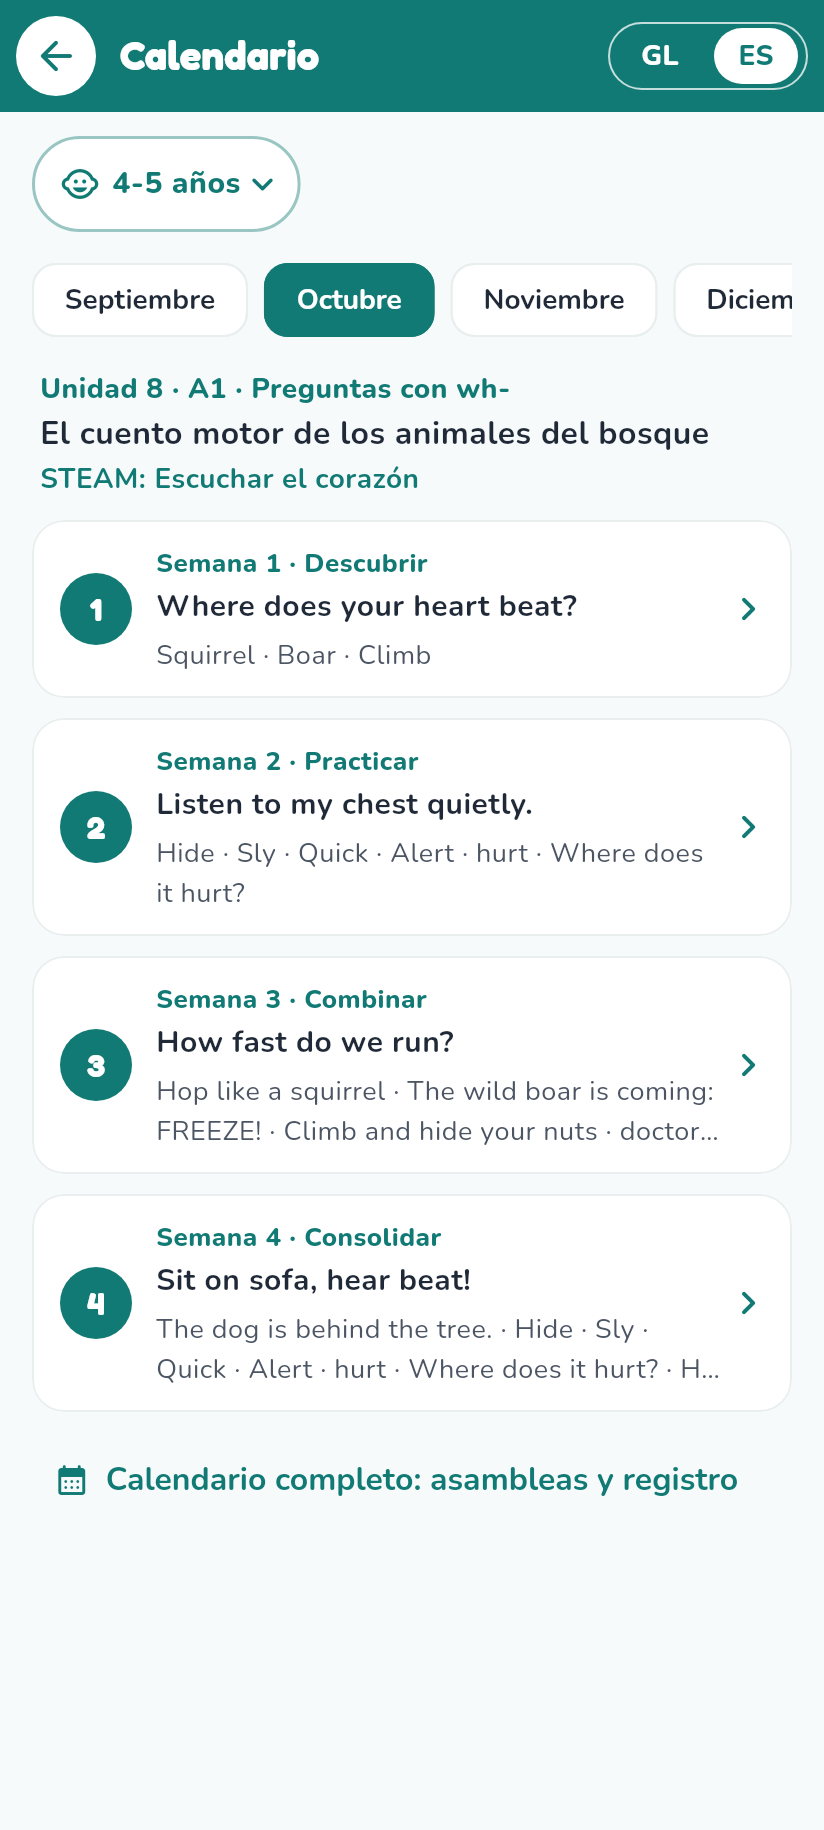 Calendario
GL ES
4-5 años
Septiembre Octubre Noviembre Diciem
Unidad 8 · A1 · Preguntas con wh-
El cuento motor de los animales del bosque
STEAM: Escuchar el corazón
Semana 1 · Descubrir
1 Where does your heart beat?
Squirrel · Boar · Climb
Semana 2 · Practicar
2 Listen to my chest quietly.
Hide · Sly · Quick · Alert · hurt · Where does
it hurt?
Semana 3 · Combinar
3 How fast do we run?
Hop like a squirrel · The wild boar is coming:
FREEZE! · Climb and hide your nuts · doctor...
Semana 4 · Consolidar
4 Sit on sofa, hear beat!
The dog is behind the tree. · Hide · Sly ·
Quick · Alert · hurt · Where does it hurt? · H...
Calendario completo: asambleas y registro